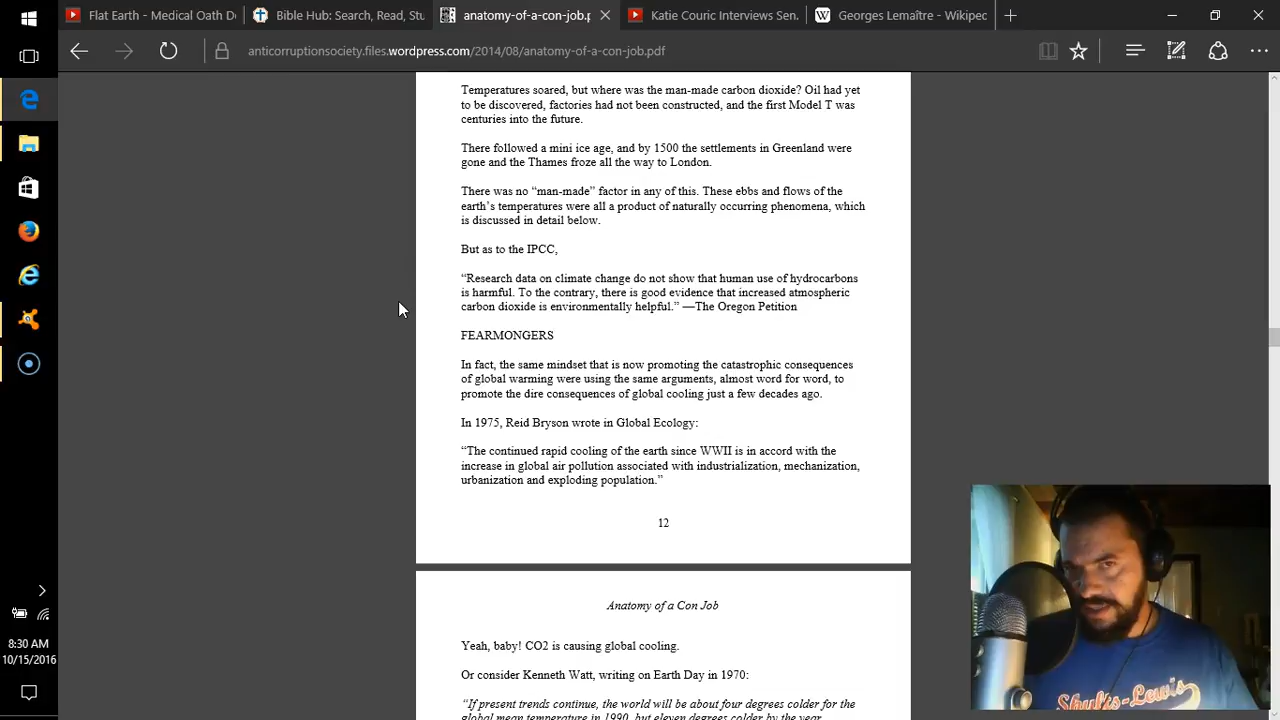 Flat Earth - Medical Oath D
Bible Hub: Search, Read, Stu
anatomy-of-a-con-job.p
Katie Couric Interviews Sen.
Georges Lemaître - Wikipec
anticorruptionsociety.files.wordpress.com/2014/08/anatomy-of-a-con-job.pdf
Temperatures soared, but where was the man-made carbon dioxide? Oil had yet
to be discovered, factories had not been constructed, and the first Model T was
centuries into the future.
There followed a mini ice age, and by 1500 the settlements in Greenland were
gone and the Thames froze all the way to London.
There was no “man-made” factor in any of this. These ebbs and flows of the
earth’s temperatures were all a product of naturally occurring phenomena, which
is discussed in detail below.
But as to the IPCC,
“Research data on climate change do not show that human use of hydrocarbons
is harmful. To the contrary, there is good evidence that increased atmospheric
carbon dioxide is environmentally helpful.” —The Oregon Petition
FEARMONGERS
In fact, the same mindset that is now promoting the catastrophic consequences
of global warming were using the same arguments, almost word for word, to
promote the dire consequences of global cooling just a few decades ago.
In 1975, Reid Bryson wrote in Global Ecology:
“The continued rapid cooling of the earth since WWII is in accord with the
increase in global air pollution associated with industrialization, mechanization,
urbanization and exploding population.”
12
Anatomy of a Con Job
Yeah, baby! CO2 is causing global cooling.
Or consider Kenneth Watt, writing on Earth Day in 1970:
“If present trends continue, the world will be about four degrees colder for the
global mean temperature in 1990, but eleven degrees colder by the year
8:30 AM
10/15/2016
Shults-Lewis